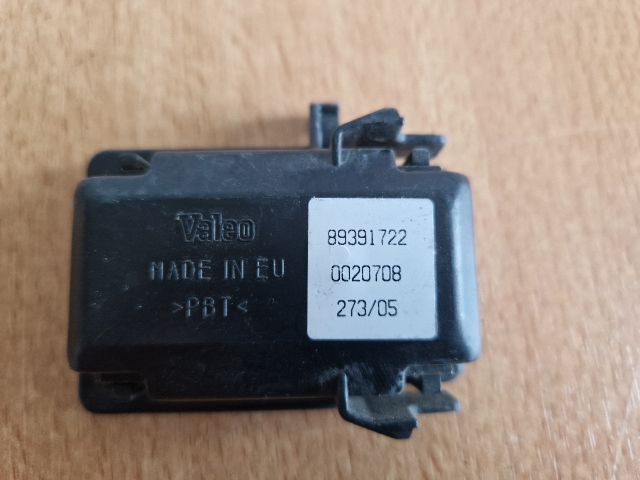 Valeo
MADE IN EU
>PBT<
89391722
0020708
273/05